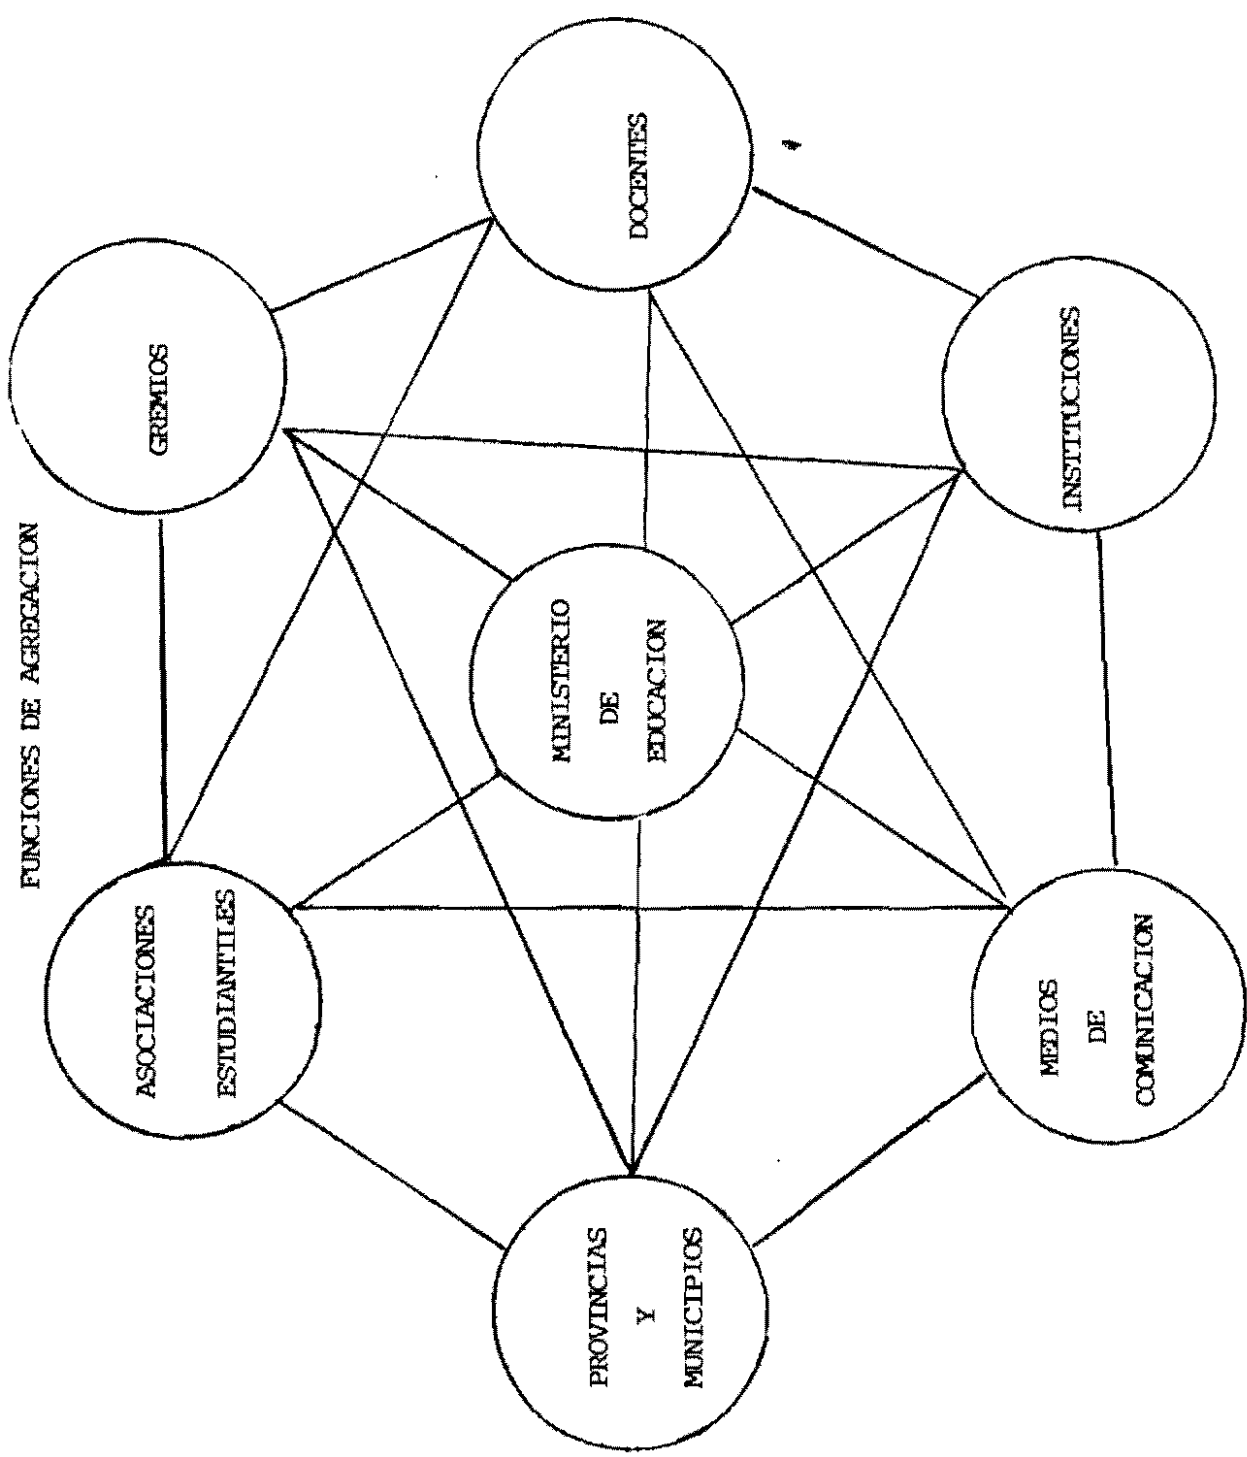 FUNCIONES DE AGREGACION
ASOCIACIONES
ESTUDIANTILES
GREMIOS
PROVINCIAS
Y
MUNICIPIOS
MINISTERIO
DE
EDUCACION
DOCENTES
MEDIOS
DE
COMUNICACION
INSTITUCIONES